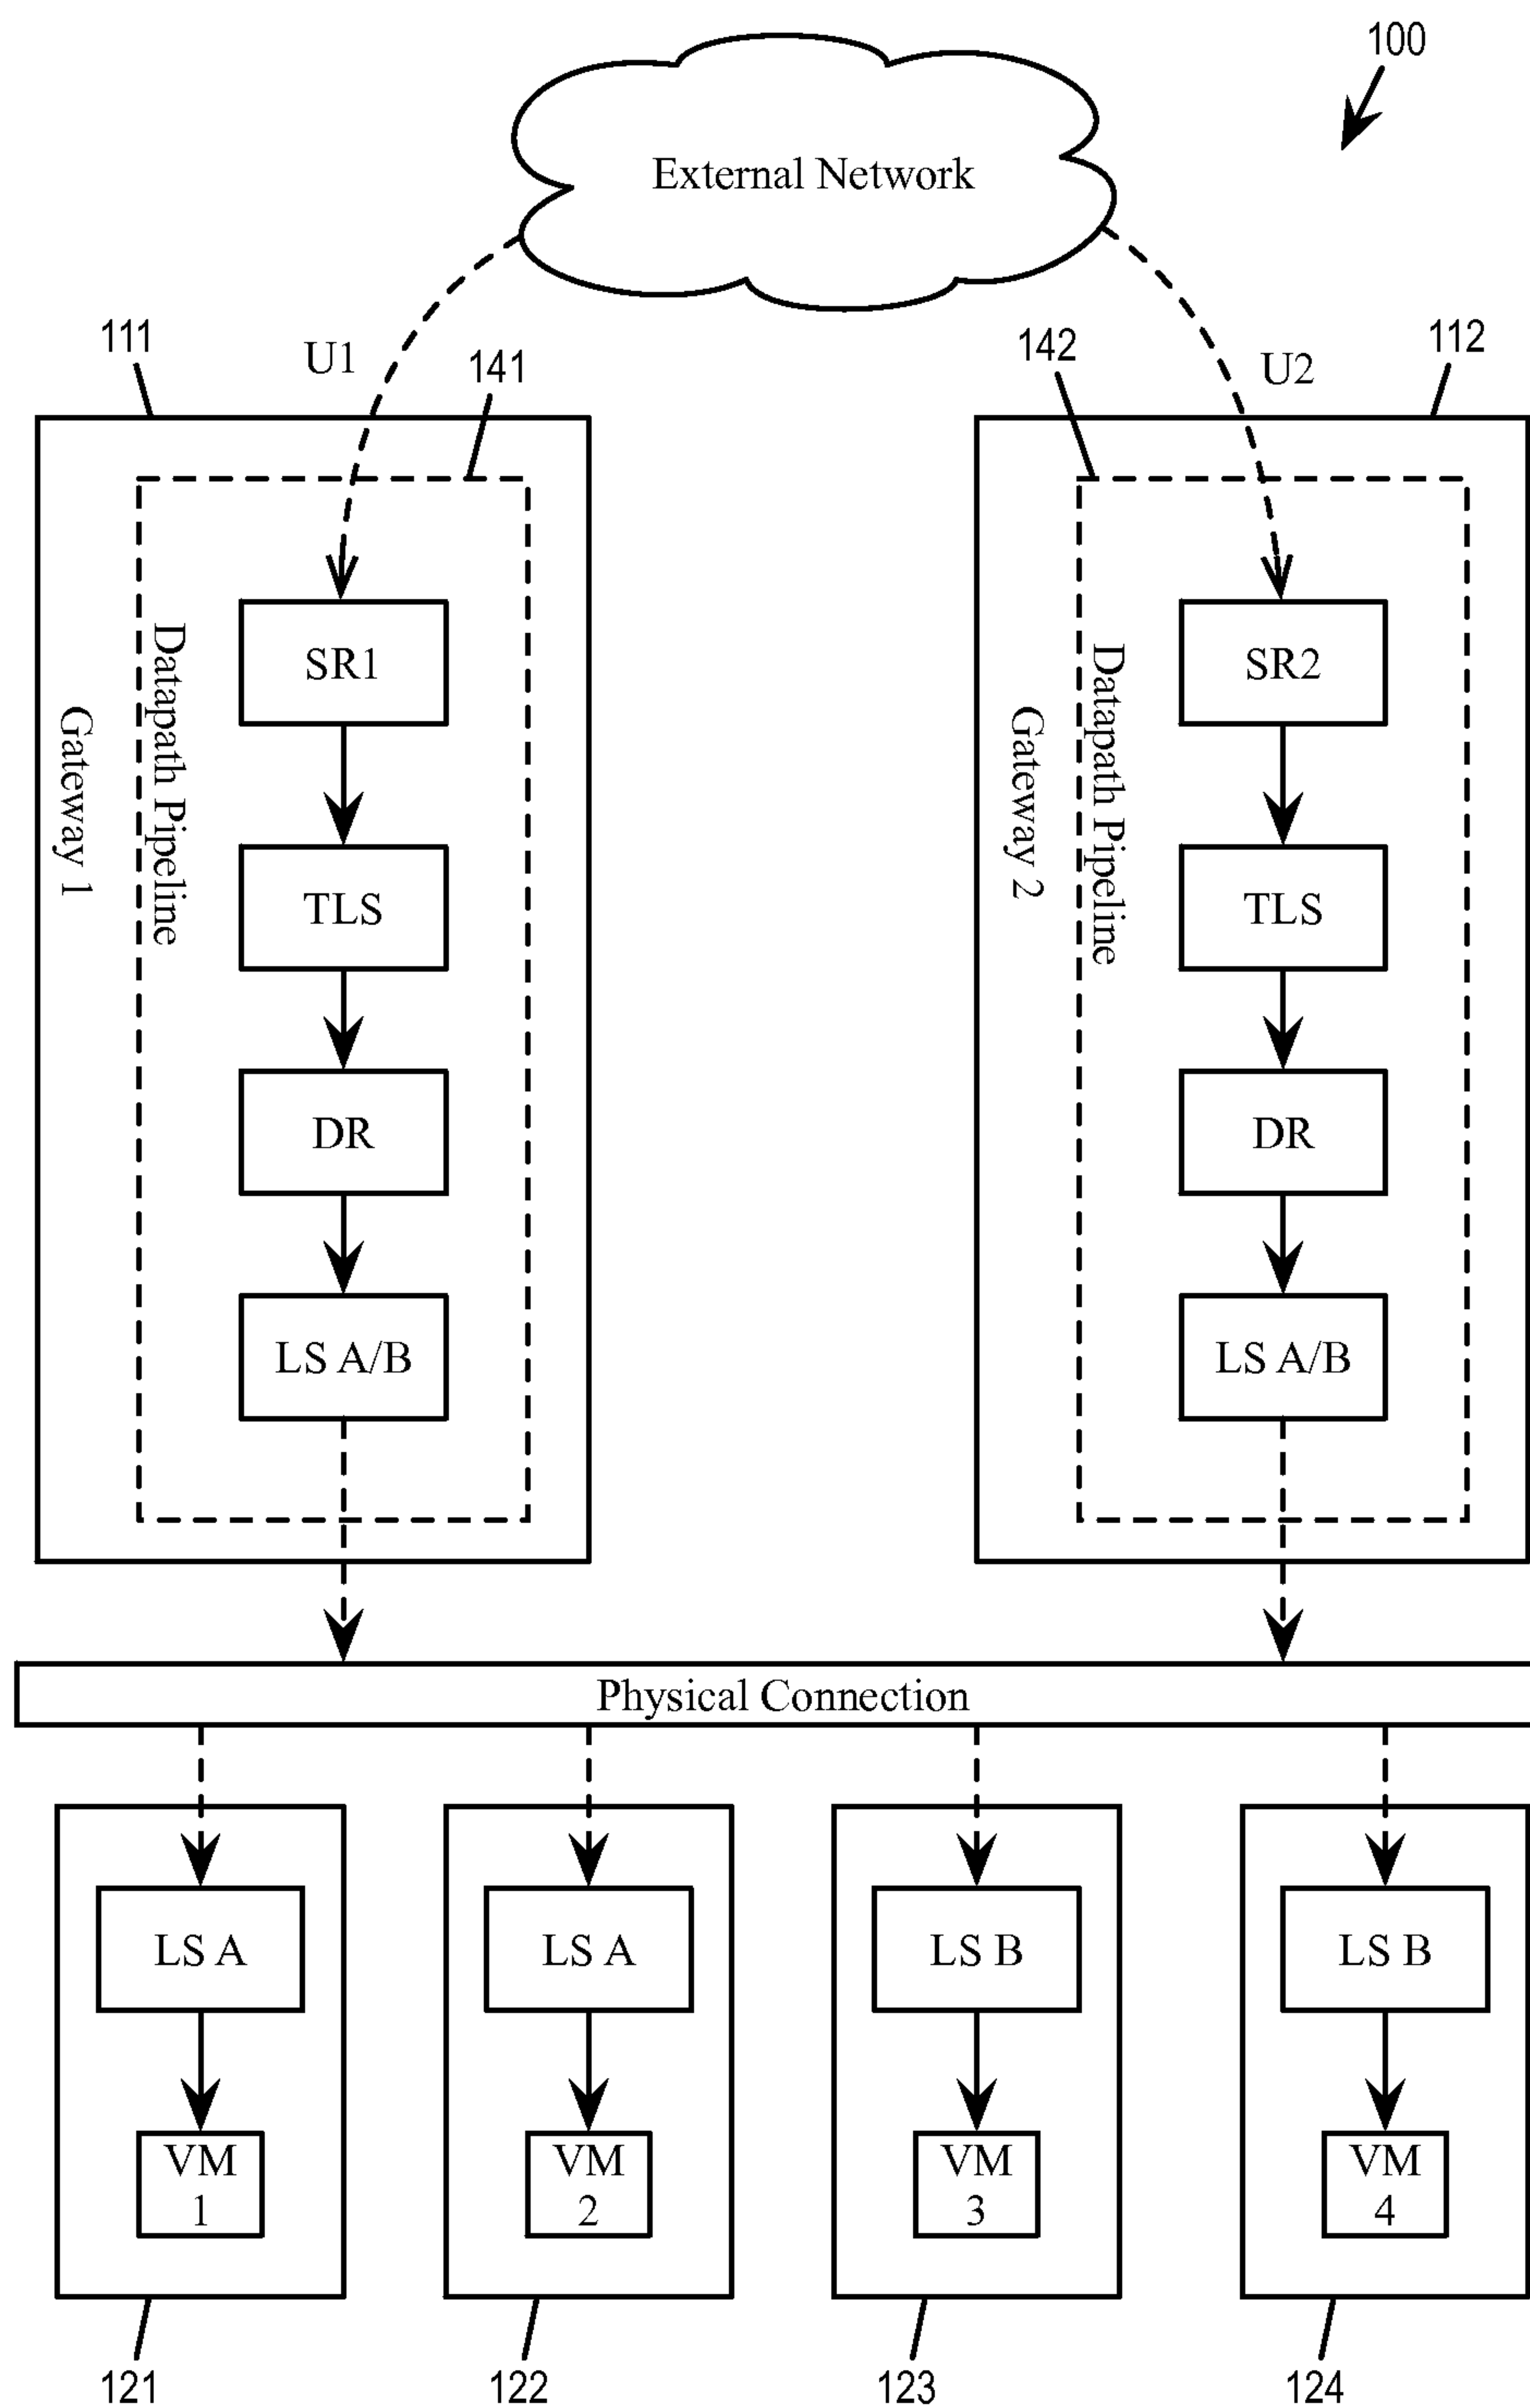 100
External Network
111
U1
141
142
U2
112
Gateway 1
Datapath Pipeline
SR1
TLS
DR
LS A/B
Gateway 2
Datapath Pipeline
SR2
TLS
DR
LS A/B
Physical Connection
LS A
LS A
LS B
LS B
VM
1
VM
2
VM
3
VM
4
121
122
123
124